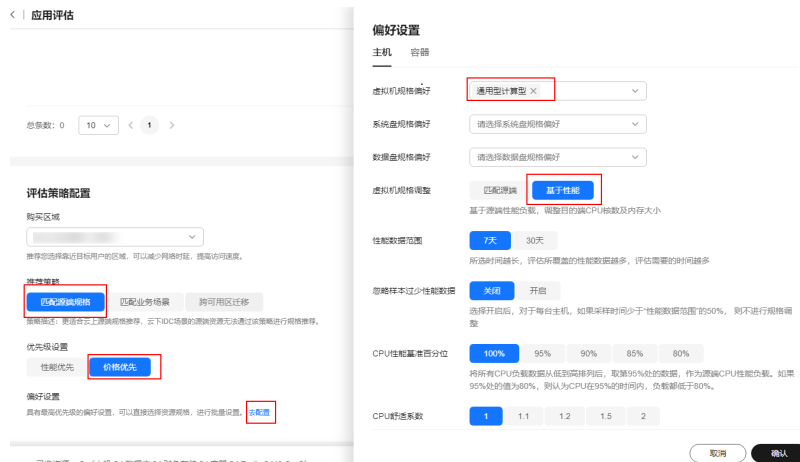 应用评估
总条数: 0
10
1
评估策略配置
购买区域
推荐您选择靠近目标用户的区域，可以减少网络时延，提高访问速度。
推荐策略
匹配源端规格
匹配业务场景
跨可用区迁移
策略描述：更适合云上源端规格推荐，云下IDC场景的源端资源无法通过该策略进行规格推荐。
优先级设置
性能优先
价格优先
偏好设置
具有最高优先级的偏好设置，可以直接选择资源规格，进行批量设置。 去配置
偏好设置
主机
容器
虚拟机规格偏好
通用型计算型 ×
系统盘规格偏好
请选择系统盘规格偏好
数据盘规格偏好
请选择数据盘规格偏好
虚拟机规格调整
匹配源端
基于性能
基于源端性能负载，调整目的端CPU核数及内存大小
性能数据范围
7天
30天
所选时间越长，评估所覆盖的性能数据越多，评估需要的时间越多
忽略样本过少性能数据
关闭
开启
选择开启后，对于每台主机，如果采样时间少于“性能数据范围”的50%， 则不进行规格调
整
CPU性能基准百分位
100%
95%
90%
85%
80%
将所有CPU负载数据从低到高排列后，取第95%处的数据，作为源端CPU性能负载。如果
95%处的值为80%，则认为CPU在95%的时间内，负载都低于80%。
CPU舒适系数
1
1.1
1.2
1.5
2
取消
确认